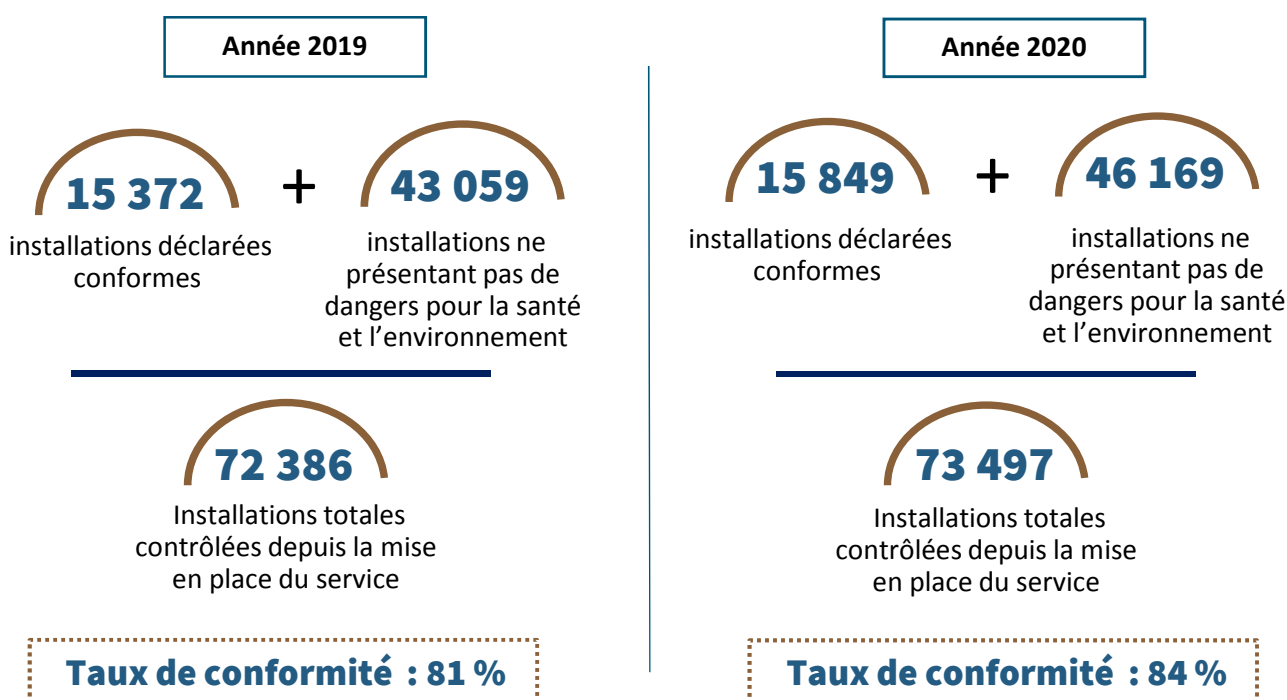 Année 2019
15 372
+
43 059
installations déclarées
conformes
installations ne
présentant pas de
dangers pour la santé
et l'environnement
72 386
Installations totales
contrôlées depuis la mise
en place du service
Taux de conformité : 81 %
Année 2020
15 849
+
46 169
installations déclarées
conformes
installations ne
présentant pas de
dangers pour la santé
et l'environnement
73 497
Installations totales
contrôlées depuis la mise
en place du service
Taux de conformité : 84 %